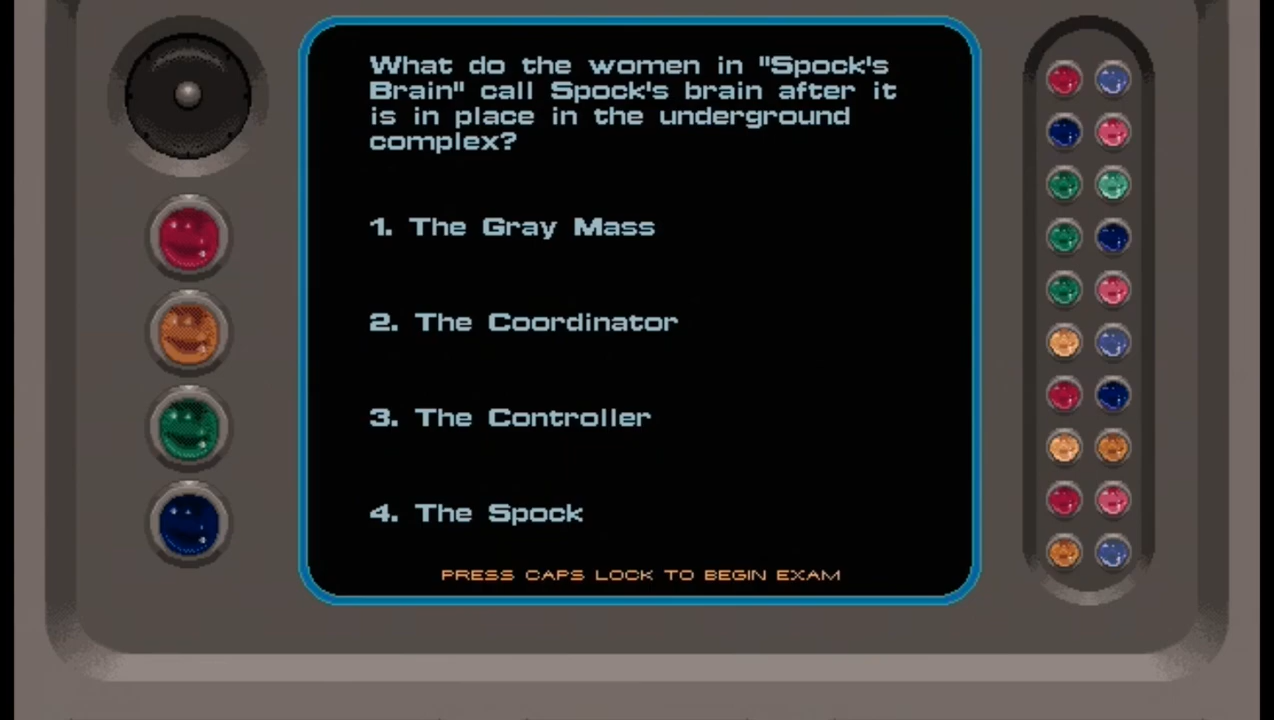 What do the women in "Spock's
Brain" call Spock's brain after it
is in place in the underground
complex?
1. The Gray Mass
2. The Coordinator
3. The Controller
4. The Spock
PRESS CAPS LOCK TO BEGIN EXAM